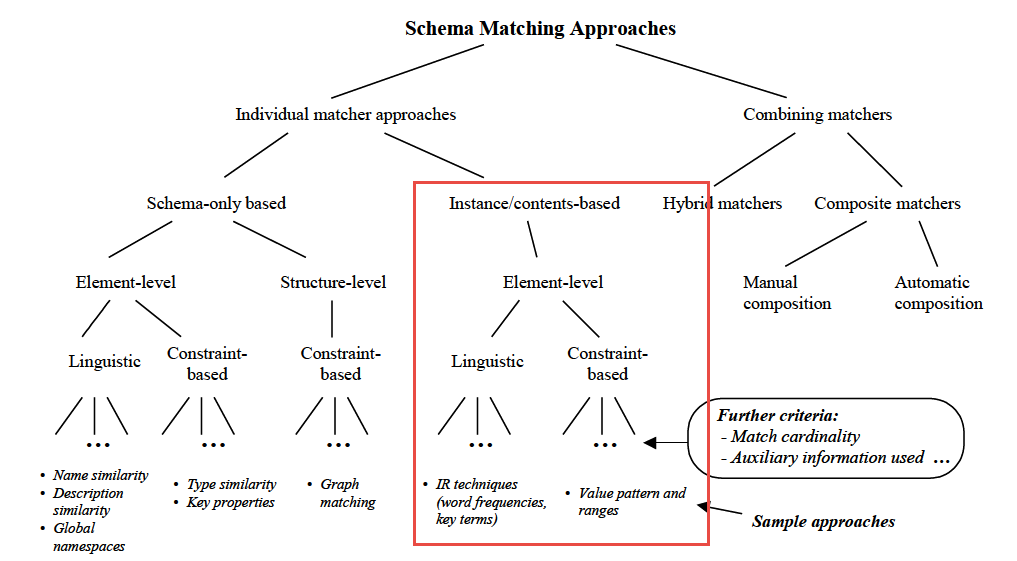 Schema Matching Approaches
Individual matcher approaches
Combining matchers
Schema-only based
Instance/contents-based
Hybrid matchers
Composite matchers
Element-level
Structure-level
Element-level
Manual
composition
Automatic
composition
Linguistic
Constraint-
based
Constraint-
based
Linguistic
Constraint-
based
...
...
...
...
...
Further criteria:
- Match cardinality
- Auxiliary information used ...
• Name similarity
• Description
similarity
• Global
namespaces
• Type similarity
• Key properties
• Graph
matching
• IR techniques
(word frequencies,
key terms)
• Value pattern and
ranges
Sample approaches